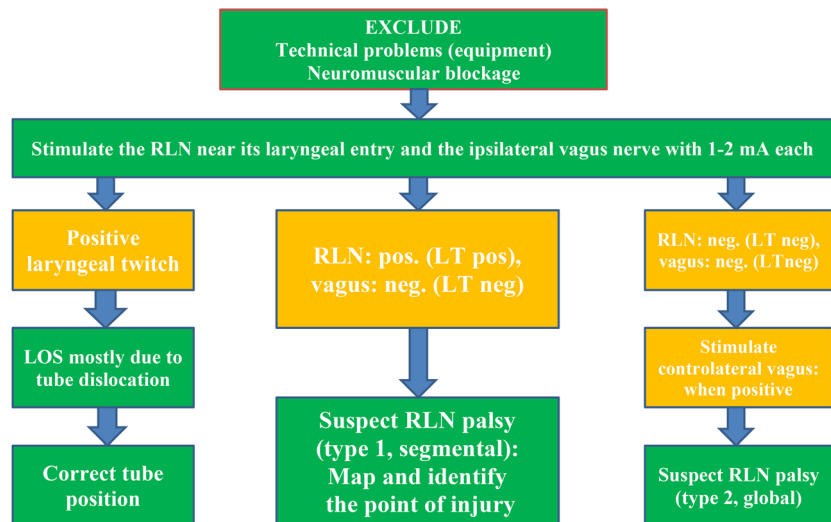 EXCLUDE
Technical problems (equipment)
Neuromuscular blockage
Stimulate the RLN near its laryngeal entry and the ipsilateral vagus nerve with 1-2 mA each
Positive
laryngeal twitch
LOS mostly due to
tube dislocation
Correct tube
position
RLN: pos. (LT pos),
vagus: neg. (LT neg)
Suspect RLN palsy
(type 1, segmental):
Map and identify
the point of injury
RLN: neg. (LT neg),
vagus: neg. (LTneg)
Stimulate
controlateral vagus:
when positive
Suspect RLN palsy
(type 2, global)